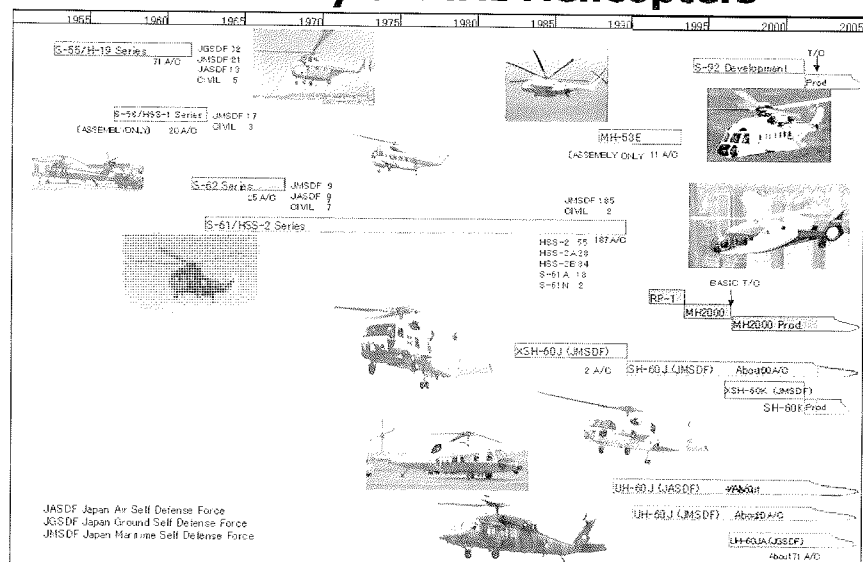 Helicopters
1955 1960 1965 1970 1975 1980 1985 1990 1995 2000 2005
S-55/H-19 Series
71 A/C
JGSDF 32
JMSDF 21
JASDF 13
CIVIL 5
T/C
S-92 Development
Prod
S-58/HSS-1 Series
(ASSEMBLY ONLY) 20 A/C
JMSDF 17
CIVIL 3
MH-53E
(ASSEMBLY ONLY 11 A/C
S-62 Series
25 A/C
JMSDF 9
JASDF 9
CIVIL 7
JMSDF 185
CIVIL 2
S-61/HSS-2 Series
187 A/C
HSS-2 55
HSS-2A 28
HSS-2B 84
S-61A 18
S-61N 2
BASIC T/C
RP-1
MH2000
MH2000 Prod
XSH-60J (JMSDF)
2 A/C
SH-60J (JMSDF)
XSH-60K (JMSDF)
SH-60K Prod
UH-60J (JASDF)
UH-60J (JMSDF)
UH-60JA (JGSDF)
About 71 A/C
JASDF Japan Air Self Defense Force
JGSDF Japan Ground Self Defense Force
JMSDF Japan Maritime Self Defense Force